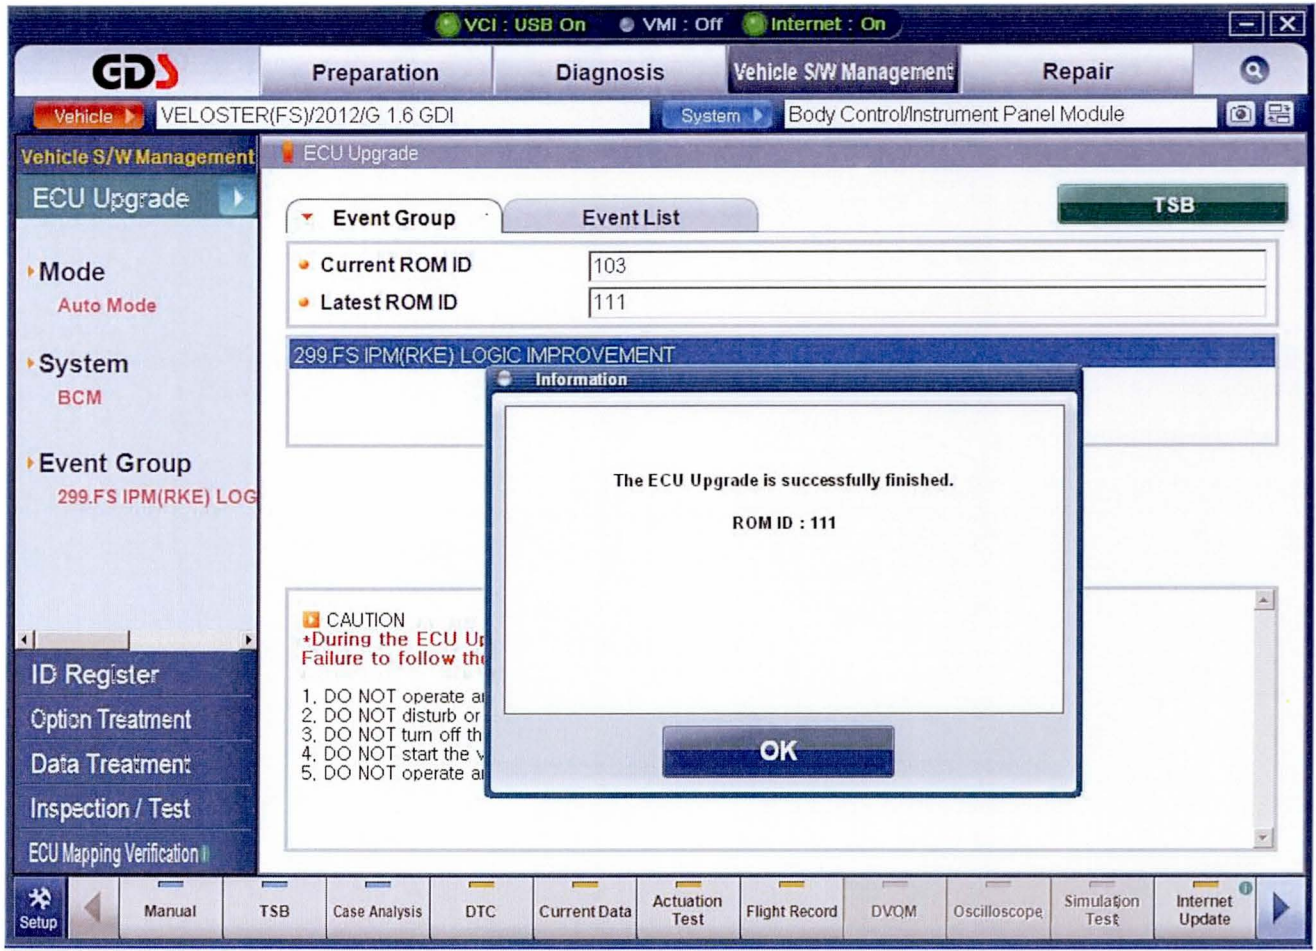 VCI : USB On VMI : Off Internet : On
GDS Preparation Diagnosis Vehicle S/W Management Repair
Vehicle VELOSTER(FS)/2012/G 1.6 GDI System Body Control/Instrument Panel Module
Vehicle S/W Management
ECU Upgrade
Mode
Auto Mode
System
BCM
Event Group
299.FS IPM(RKE) LOG
ID Register
Option Treatment
Data Treatment
Inspection / Test
ECU Mapping Verification
ECU Upgrade
TSB
Event Group Event List
Current ROM ID 103
Latest ROM ID 111
299.FS IPM(RKE) LOGIC IMPROVEMENT
Information
The ECU Upgrade is successfully finished.
ROM ID : 111
OK
CAUTION
*During the ECU Up
Failure to follow the
1. DO NOT operate a
2. DO NOT disturb or
3. DO NOT turn off th
4. DO NOT start the v
5. DO NOT operate a
Setup Manual TSB Case Analysis DTC Current Data Actuation Test Flight Record DVOM Oscilloscope Simulation Test Internet Update